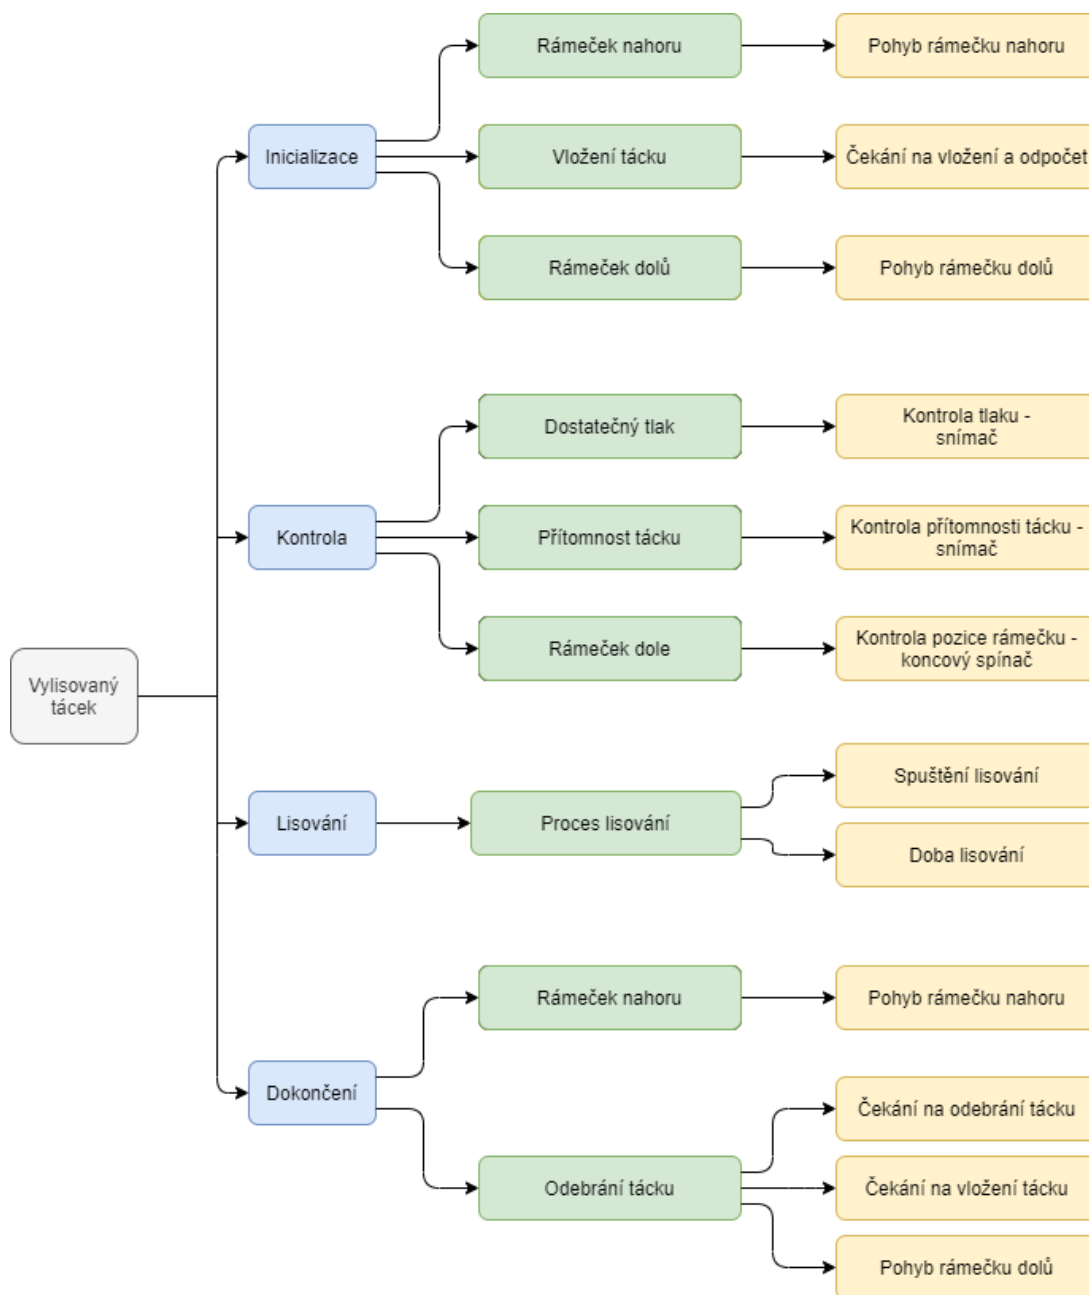 Rámeček nahoru
Pohyb rámečku nahoru
Inicializace
Vložení tácku
Čekání na vložení a odpočet
Rámeček dolů
Pohyb rámečku dolů
Dostatečný tlak
Kontrola tlaku -
snímač
Kontrola
Přítomnost tácku
Kontrola přítomnosti tácku -
snímač
Rámeček dole
Kontrola pozice rámečku -
koncový spínač
Vylisovaný
tácek
Spuštění lisování
Lisování
Proces lisování
Doba lisování
Rámeček nahoru
Pohyb rámečku nahoru
Dokončení
Čekání na odebrání tácku
Odebrání tácku
Čekání na vložení tácku
Pohyb rámečku dolů